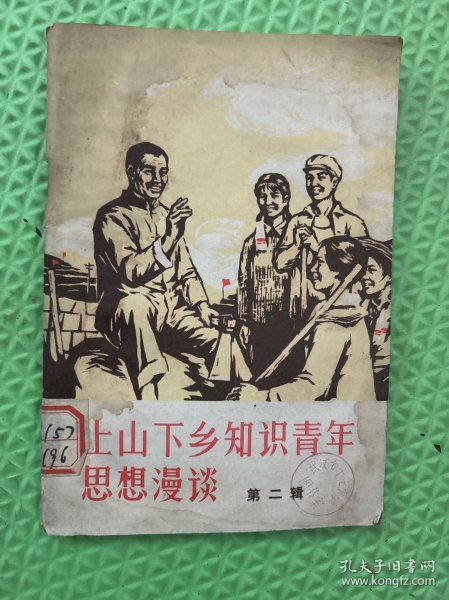 157
196
上山下乡知识青年
思想漫谈
第二辑
孔夫子旧书网
www.kongfz.com